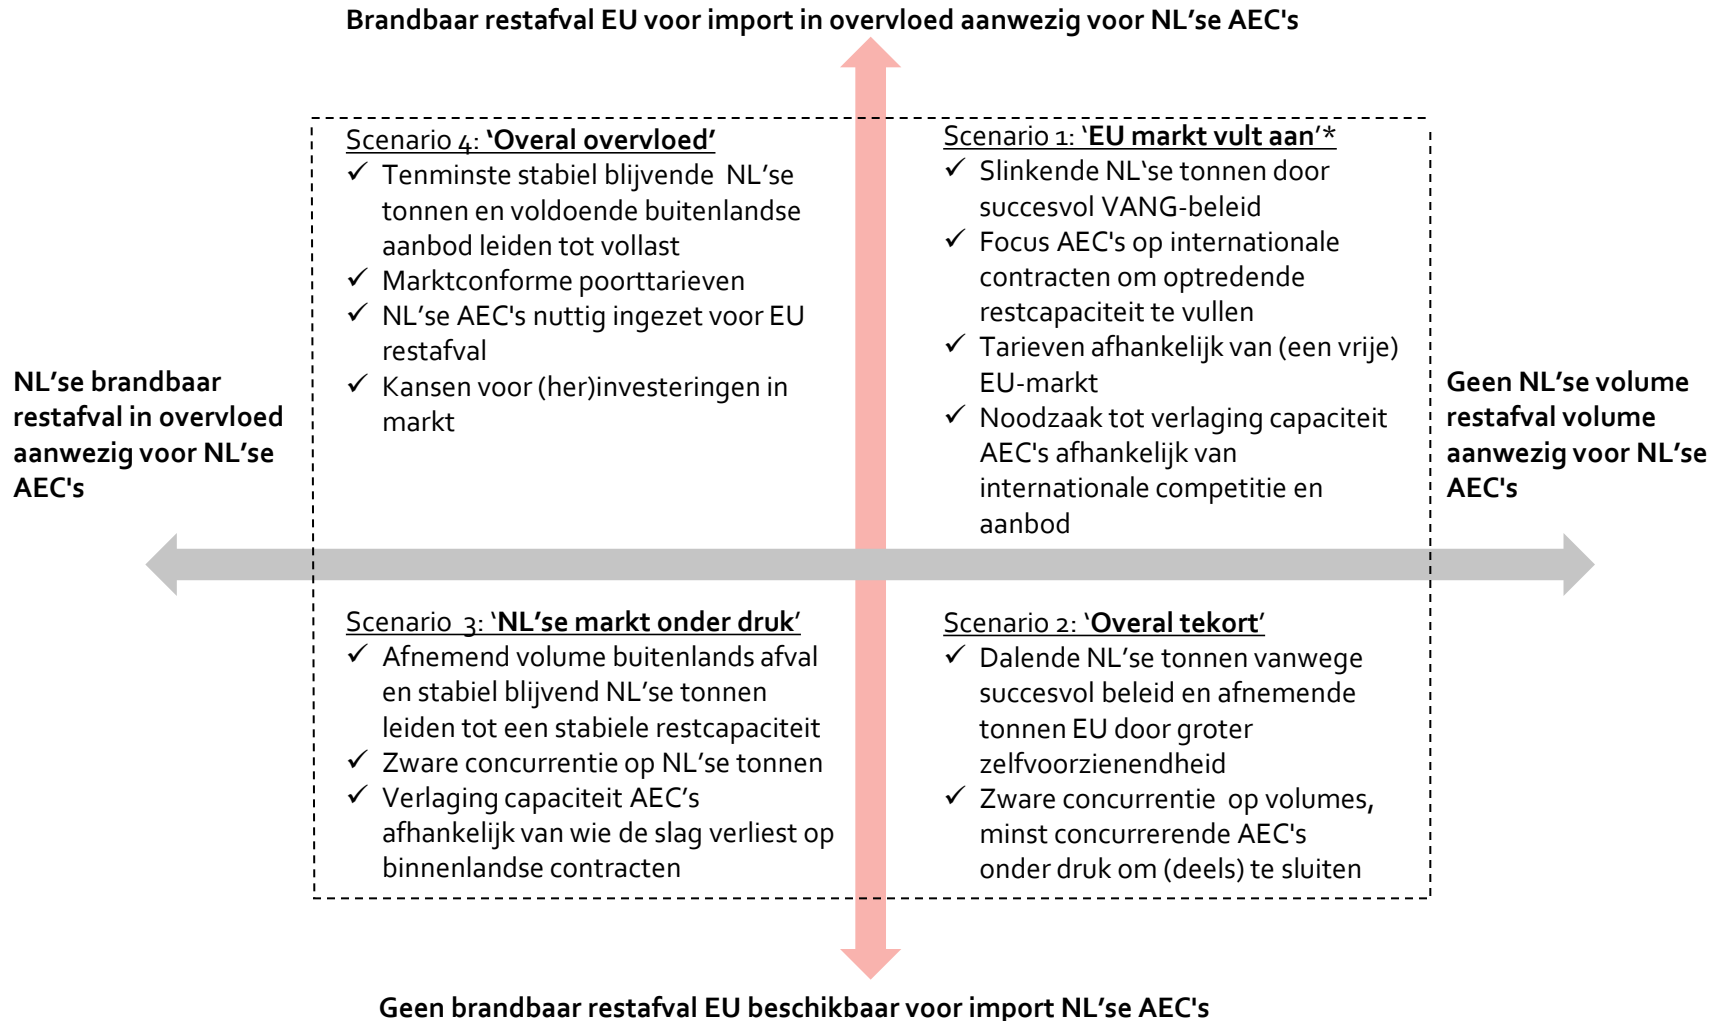 Brandbaar restafval EU voor import in overvloed aanwezig voor NL’se AEC's
Scenario 4: ‘Overal overvloed’
✓ Tenminste stabiel blijvende NL’se
tonnen en voldoende buitenlandse
aanbod leiden tot vollast
✓ Marktconforme poorttarieven
✓ NL’se AEC's nuttig ingezet voor EU
restafval
✓ Kansen voor (her)investeringen in
markt
Scenario 1: ‘EU markt vult aan’*
✓ Slinkende NL‘se tonnen door
succesvol VANG-beleid
✓ Focus AEC's op internationale
contracten om optredende
restcapaciteit te vullen
✓ Tarieven afhankelijk van (een vrije)
EU-markt
✓ Noodzaak tot verlaging capaciteit
AEC's afhankelijk van
internationale competitie en
aanbod
NL’se brandbaar
restafval in overvloed
aanwezig voor NL’se
AEC's
Geen NL’se volume
restafval volume
aanwezig voor NL’se
AEC's
Scenario 3: ‘NL’se markt onder druk’
✓ Afnemend volume buitenlands afval
en stabiel blijvend NL’se tonnen
leiden tot een stabiele restcapaciteit
✓ Zware concurrentie op NL’se tonnen
✓ Verlaging capaciteit AEC’s
afhankelijk van wie de slag verliest op
binnenlandse contracten
Scenario 2: ‘Overal tekort’
✓ Dalende NL’se tonnen vanwege
succesvol beleid en afnemende
tonnen EU door groter
zelfvoorzienendheid
✓ Zware concurrentie op volumes,
minst concurrerende AEC's
onder druk om (deels) te sluiten
Geen brandbaar restafval EU beschikbaar voor import NL’se AEC's